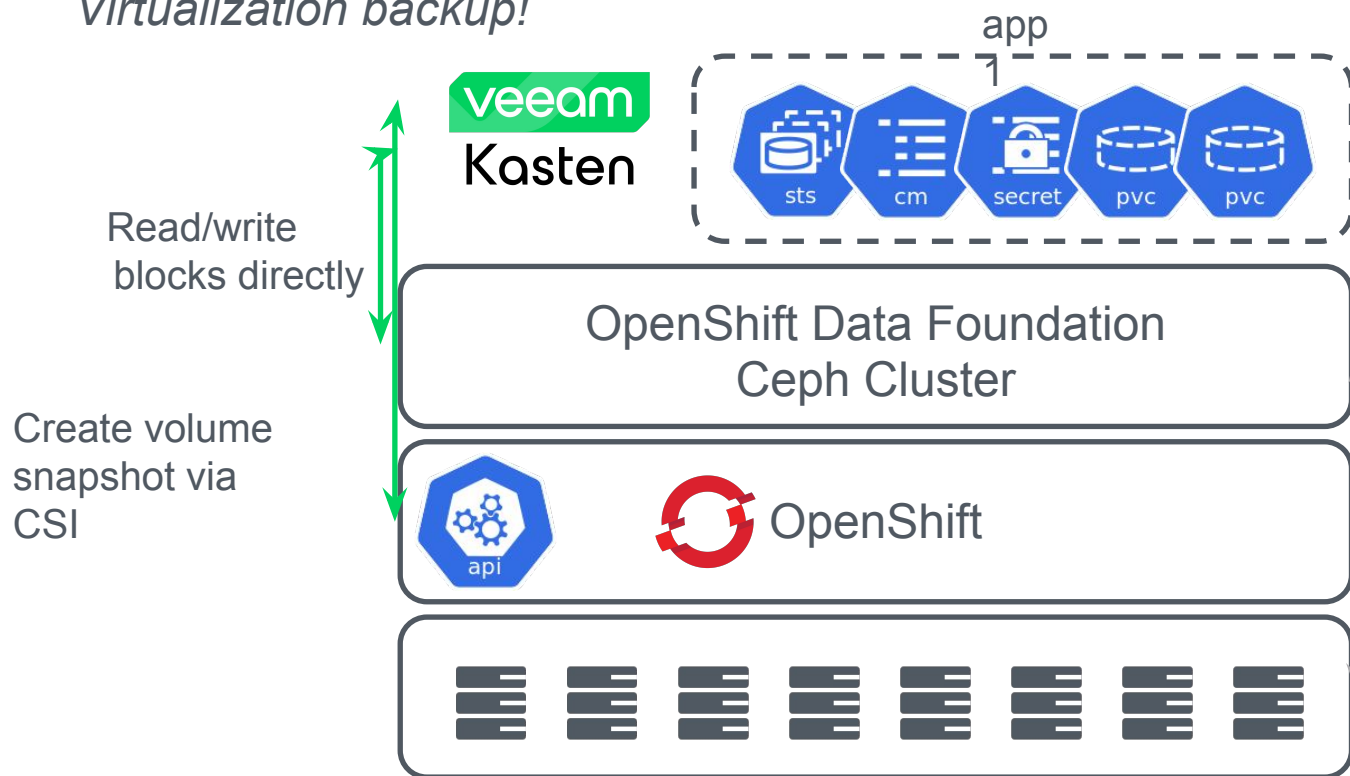 Virtualization backup!
app
1
veeam
Kasten
sts
cm
secret
pvc
pvc
Read/write
blocks directly
OpenShift Data Foundation
Ceph Cluster
Create volume
snapshot via
CSI
api
OpenShift